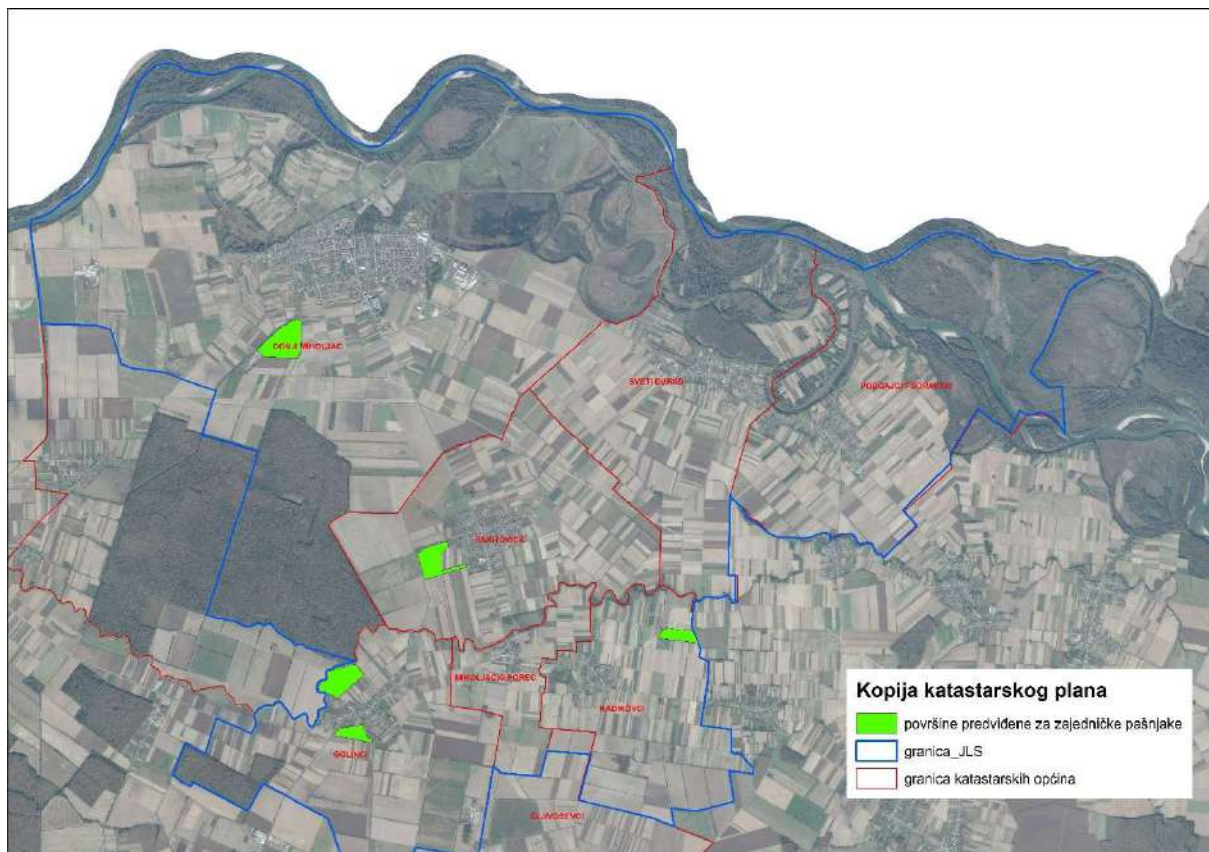 DONJI MIHOLJAC
SVETI ĐURAĐ
PODGAJCI PODRAVSKI
RAKITOVICA
MIHOLJAČKI POREČ
RADIKOVCI
GOLINCI
ŠLJIVOŠEVCI
Kopija katastarskog plana
površine predviđene za zajedničke pašnjake
granica_JLS
granica katastarskih općina